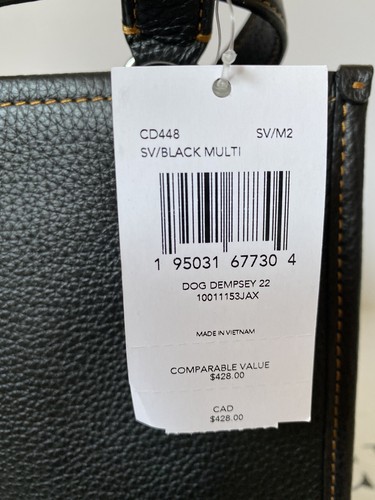 CD448 SV/M2
SV/BLACK MULTI
1 95031 67730 4
DOG DEMPSEY 22
10011153JAX
MADE IN VIETNAM
COMPARABLE VALUE
$428.00
CAD
$428.00